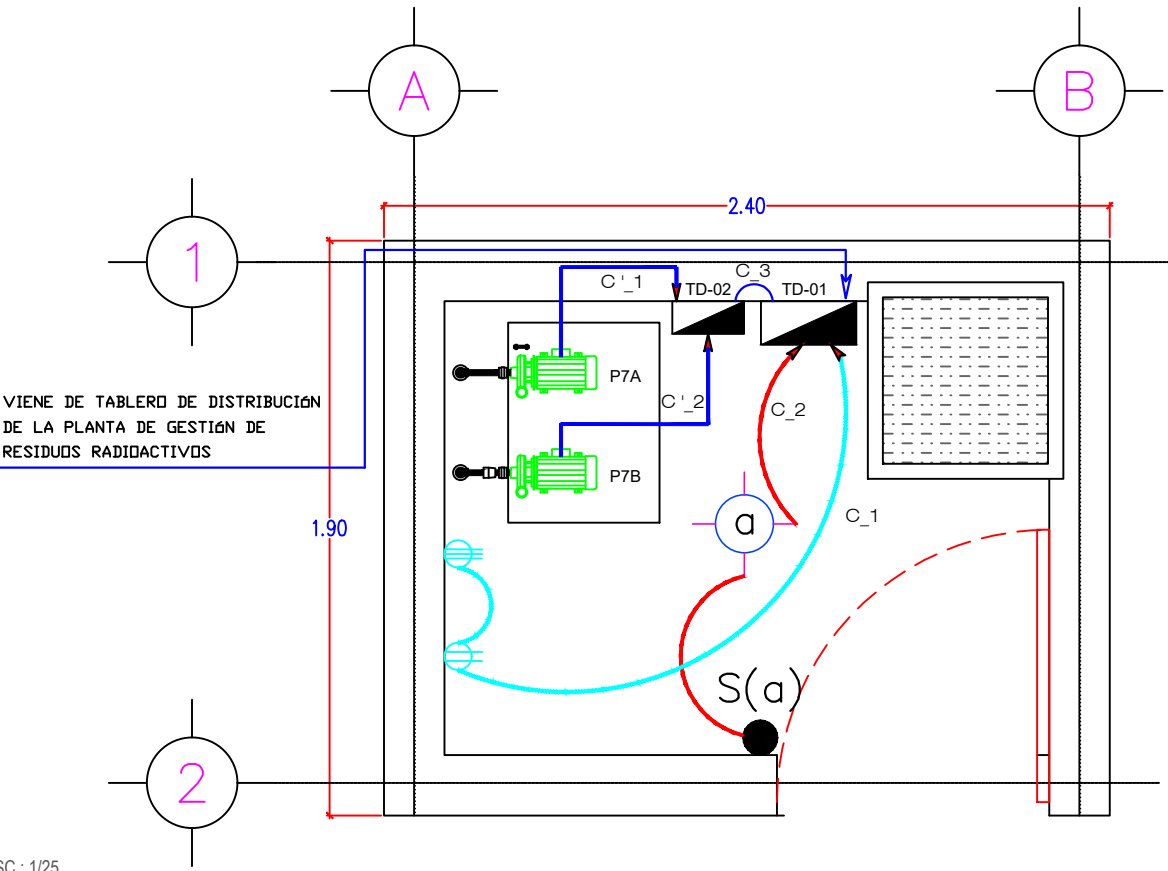 A
B
2.40
1
C_3
C'_1
TD-02
TD-01
P7A
VIENE DE TABLERO DE DISTRIBUCIÓN
DE LA PLANTA DE GESTIÓN DE
RESIDUOS RADIOACTIVOS
C'_2
C_2
P7B
1.90
a
C_1
S(a)
2
SC.: 1/25